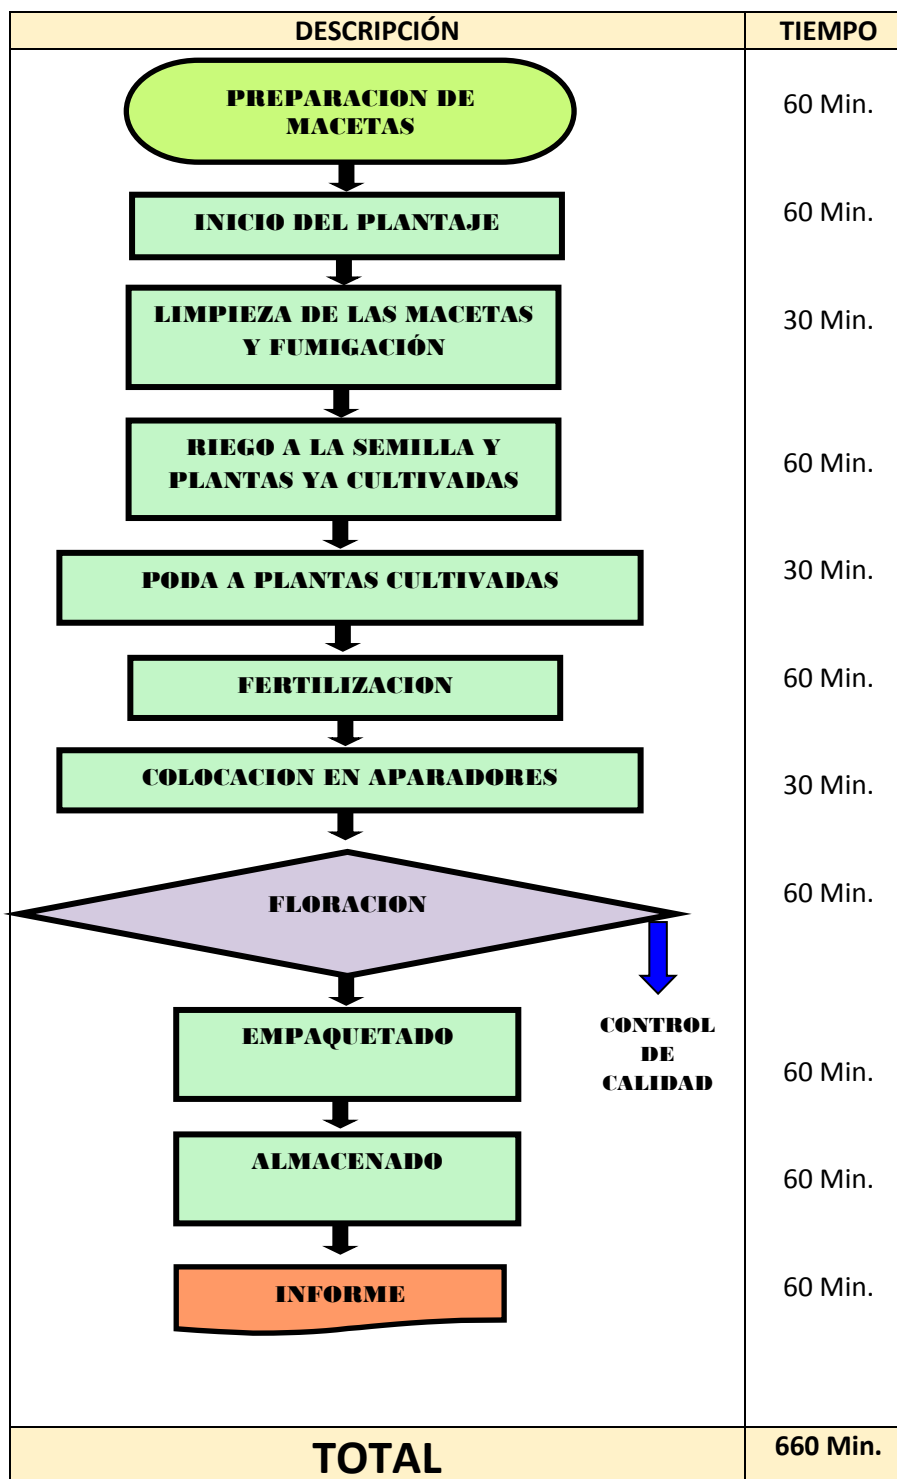 DESCRIPCIÓN
TIEMPO
PREPARACION DE
MACETAS
60 Min.
INICIO DEL PLANTAJE
60 Min.
LIMPIEZA DE LAS MACETAS
Y FUMIGACIÓN
30 Min.
RIEGO A LA SEMILLA Y
PLANTAS YA CULTIVADAS
60 Min.
PODA A PLANTAS CULTIVADAS
30 Min.
FERTILIZACION
60 Min.
COLOCACION EN APARADORES
30 Min.
FLORACION
60 Min.
CONTROL
DE
CALIDAD
EMPAQUETADO
60 Min.
ALMACENADO
60 Min.
INFORME
60 Min.
TOTAL
660 Min.